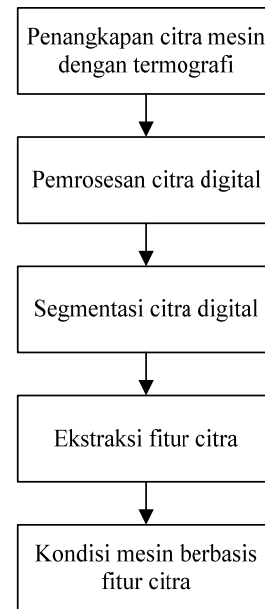 Penangkapan citra mesin
dengan termografi
Pemrosesan citra digital
Segmentasi citra digital
Ekstraksi fitur citra
Kondisi mesin berbasis
fitur citra